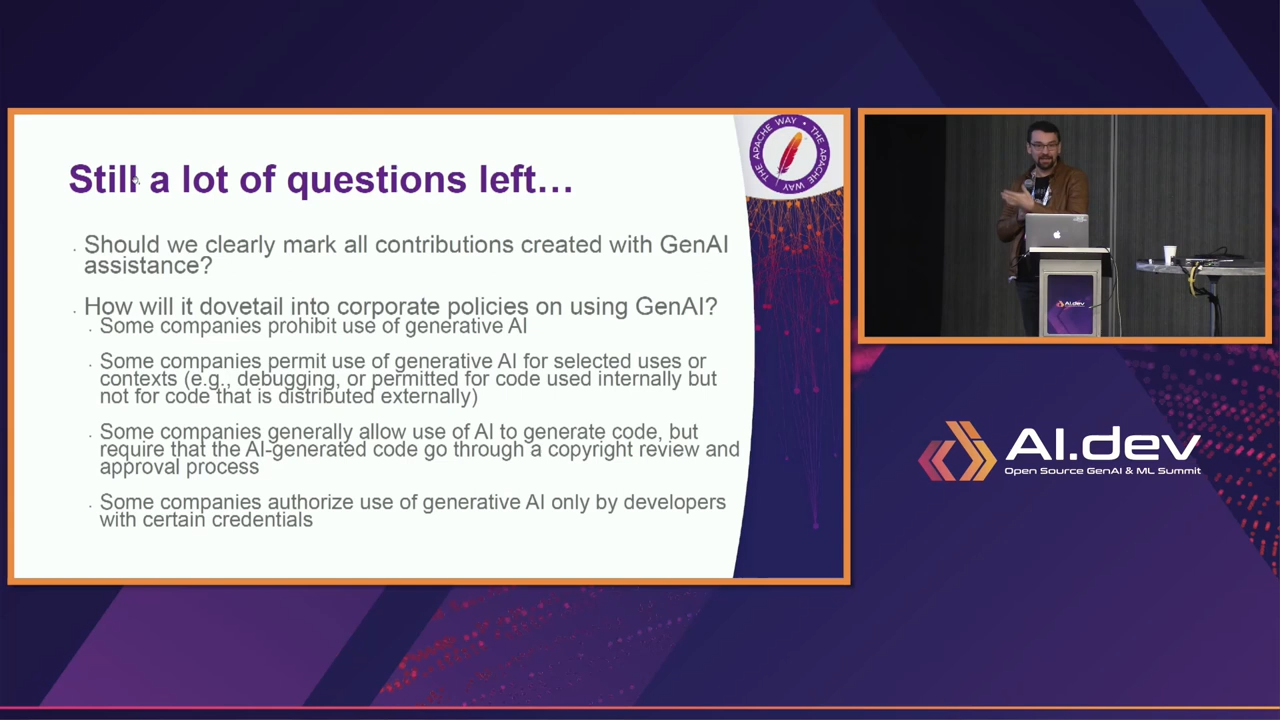 Still a lot of questions left…
THE APACHE WAY • THE APACHE WAY •
Should we clearly mark all contributions created with GenAI
assistance?
How will it dovetail into corporate policies on using GenAI?
Some companies prohibit use of generative AI
Some companies permit use of generative AI for selected uses or
contexts (e.g., debugging, or permitted for code used internally but
not for code that is distributed externally)
Some companies generally allow use of AI to generate code, but
require that the AI-generated code go through a copyright review and
approval process
Some companies authorize use of generative AI only by developers
with certain credentials
AI.dev
AI.dev
Open Source GenAI & ML Summit